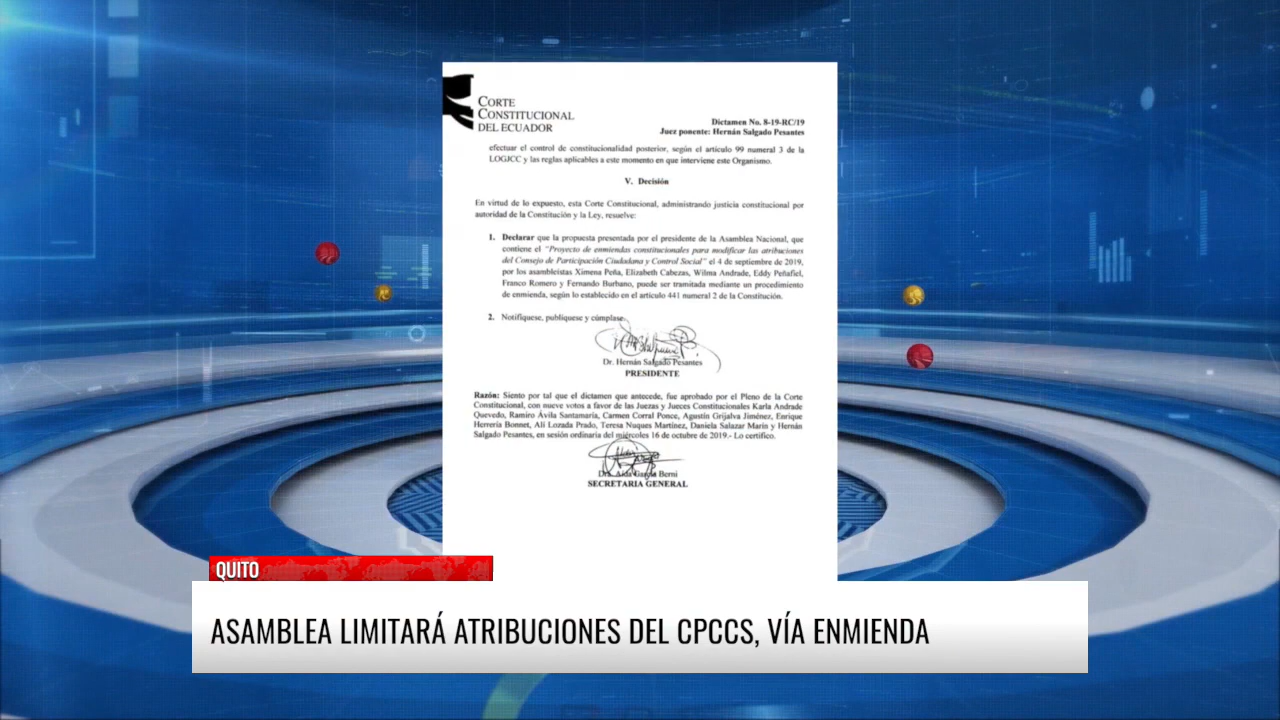 CORTE
CONSTITUCIONAL
DEL ECUADOR
Dictamen No. 8-19-RC/19
Juez ponente: Hernán Salgado Pesantes
efectuar el control de constitucionalidad posterior, según el artículo 99 numeral 3 de la
LOGJCC y las reglas aplicables a este momento en que interviene este Organismo.
V. Decisión
En virtud de lo expuesto, esta Corte Constitucional, administrando justicia constitucional por
autoridad de la Constitución y la Ley, resuelve:
1. Declarar que la propuesta presentada por el presidente de la Asamblea Nacional, que
contiene el "Proyecto de enmiendas constitucionales para modificar las atribuciones
del Consejo de Participación Ciudadana y Control Social" el 4 de septiembre de 2019,
por los asambleistas Ximena Peña, Elizabeth Cabezas, Wilma Andrade, Eddy Peñafiel,
Franco Romero y Fernando Burbano, puede ser tramitada mediante un procedimiento
de enmienda, según lo establecido en el artículo 441 numeral 2 de la Constitución.
2. Notifíquese, publíquese y cúmplase.
Dr. Hernán Salgado Pesantes
PRESIDENTE
Razón: Siento por tal que el dictamen que antecede, fue aprobado por el Pleno de la Corte
Constitucional, con nueve votos a favor de las Juezas y Jueces Constitucionales Karla Andrade
Quevedo, Ramiro Ávila Santamaría, Carmen Corral Ponce, Agustín Grijalva Jiménez, Enrique
Herrería Bonnet, Alí Lozada Prado, Teresa Nuques Martínez, Daniela Salazar Marín y Hernán
Salgado Pesantes, en sesión ordinaria del miércoles 16 de octubre de 2019.- Lo certifico.
Dra. Aída García Berni
SECRETARIA GENERAL
QUITO
ASAMBLEA LIMITARÁ ATRIBUCIONES DEL CPCCS, VÍA ENMIENDA